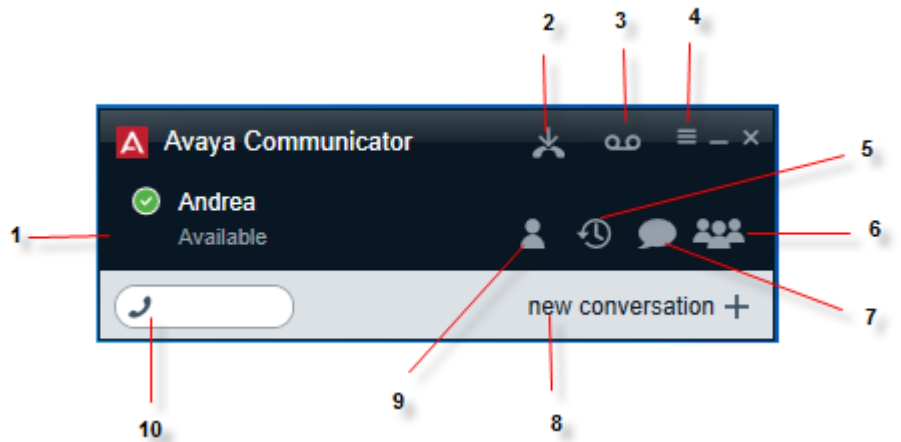 2
3
4
Avaya Communicator
5
Andrea
1
Available
6
new conversation
7
9
8
10